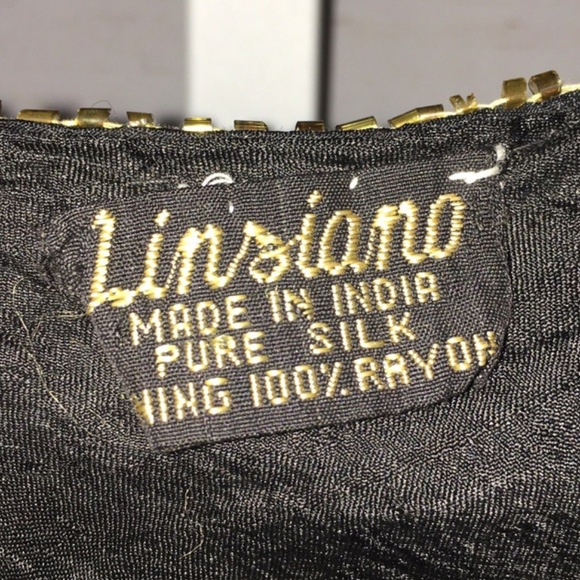 Linsiano
MADE IN INDIA
PURE SILK
NING 100% RAYON